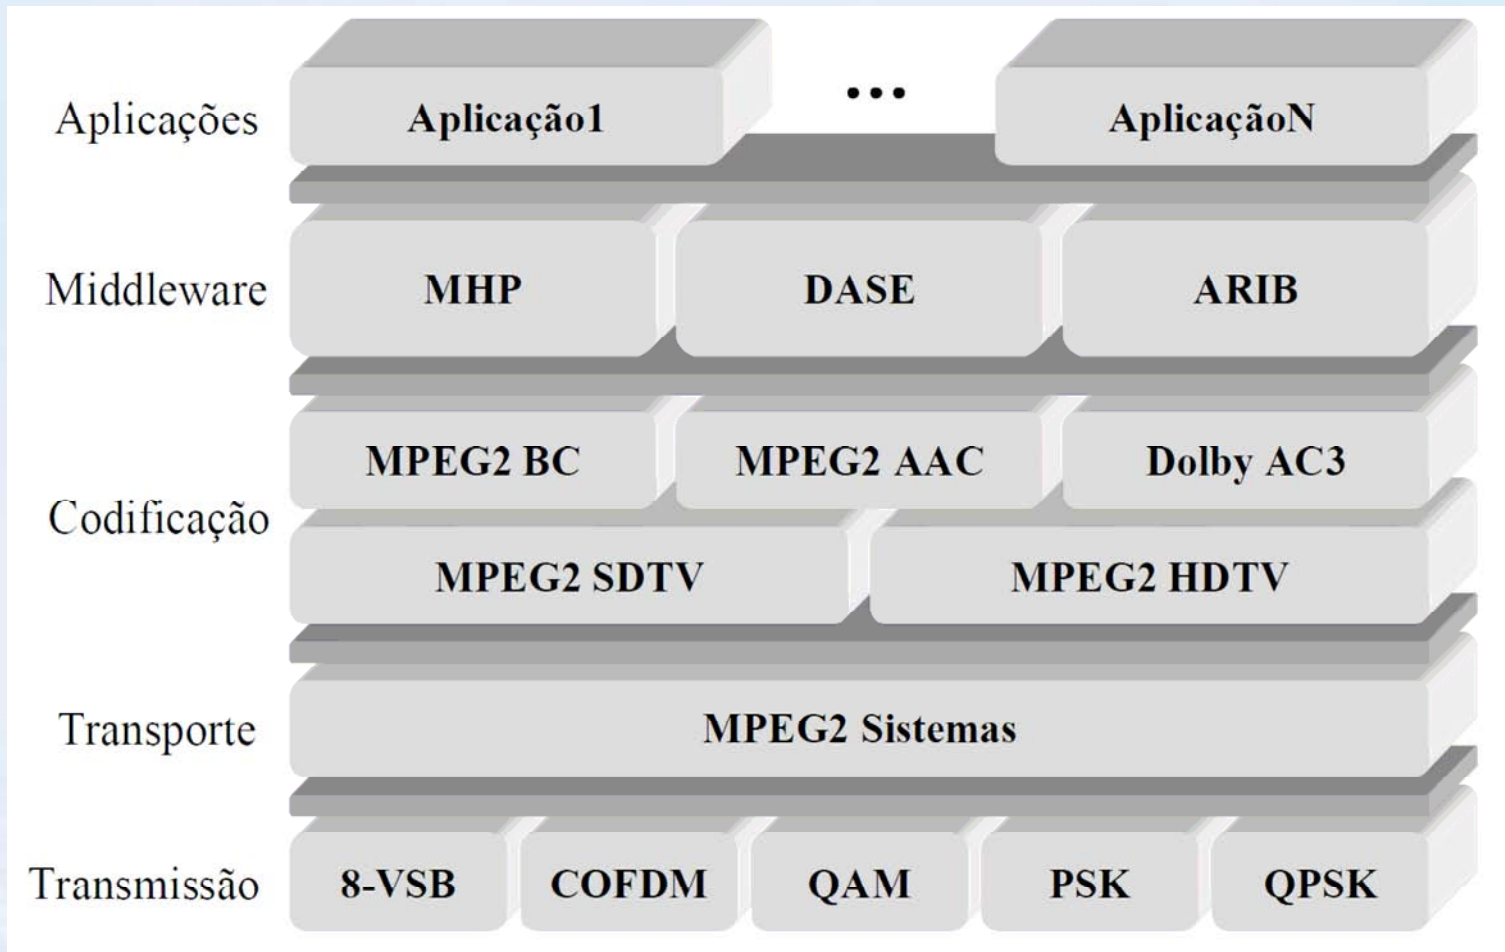 Aplicações
Aplicação1
...
AplicaçãoN
Middleware
MHP
DASE
ARIB
Codificação
MPEG2 BC
MPEG2 AAC
Dolby AC3
MPEG2 SDTV
MPEG2 HDTV
Transporte
MPEG2 Sistemas
Transmissão
8-VSB
COFDM
QAM
PSK
QPSK